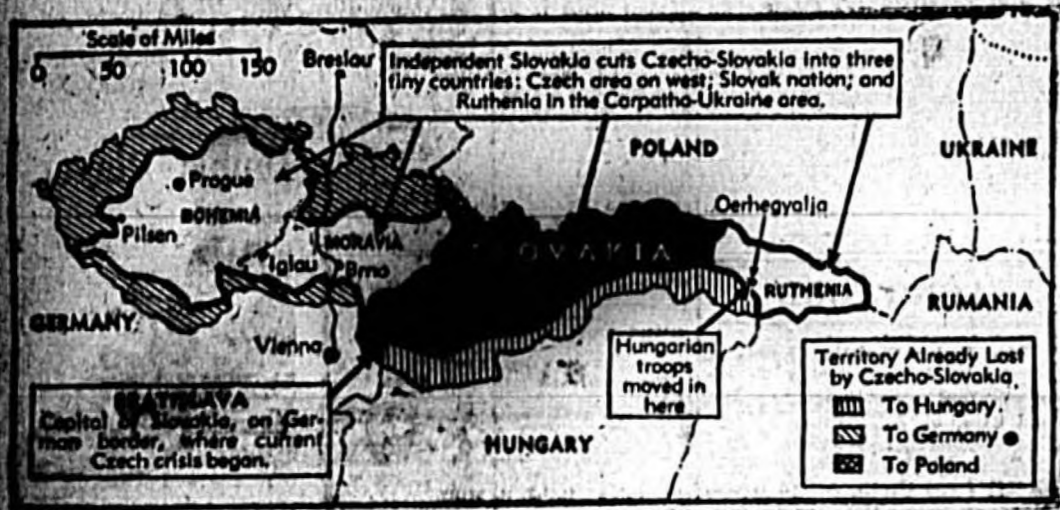 Scale of Miles
0 50 100 150
Breslau
Independent Slovakia cuts Czecho-Slovakia into three
tiny countries: Czech area on west; Slovak nation; and
Ruthenia in the Carpatho-Ukraine area.
POLAND
UKRAINE
Prague
BOHEMIA
Pilsen
Iglau
MORAVIA
Brno
SLOVAKIA
Oerhegyalja
RUTHENIA
RUMANIA
GERMANY
Vienna
Hungarian
troops
moved in
here
BRATISLAVA
Capital of Slovakia, on Ger-
man border, where current
Czech crisis began.
HUNGARY
Territory Already Lost
by Czecho-Slovakia
To Hungary
To Germany
To Poland